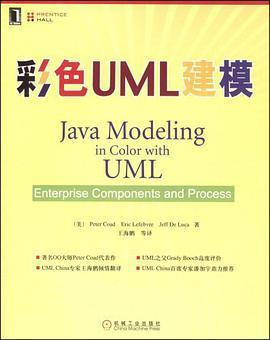 PRENTICE
HALL
彩色UML建模
Java Modeling
in Color with
UML
Enterprise Components and Process
（美） Peter Coad Eric Lefebvre Jeff De Luca 著
王海鹏 等译
•著名OO大师Peter Coad代表作 •UML之父Grady Booch高度评价
•UML China专家王海鹏倾情翻译 •UML China首席专家潘加宇鼎力推荐
机械工业出版社
China Machine Press